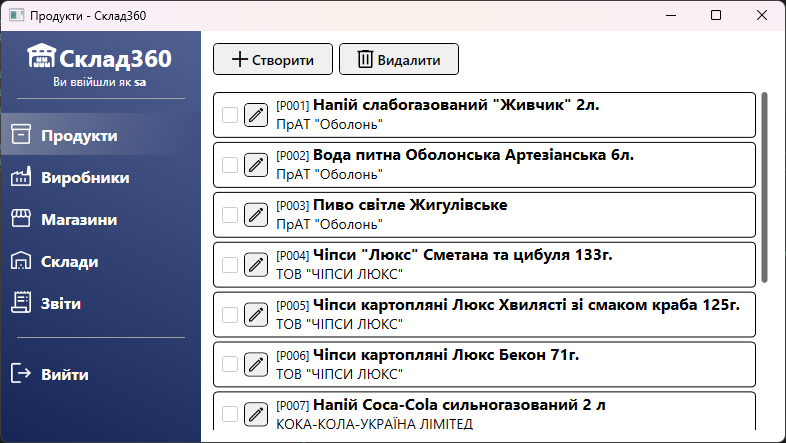 Продукти - Склад360
Склад360
Ви ввійшли як sa
Продукти
Виробники
Магазини
Склади
Звіти
Вийти
Створити
Видалити
[P001] Напій слабогазований "Живчик" 2л.
ПрАТ "Оболонь"
[P002] Вода питна Оболонська Артезіанська 6л.
ПрАТ "Оболонь"
[P003] Пиво світле Жигулівське
ПрАТ "Оболонь"
[P004] Чіпси "Люкс" Сметана та цибуля 133г.
ТОВ "ЧІПСИ ЛЮКС"
[P005] Чіпси картопляні Люкс Хвилясті зі смаком краба 125г.
ТОВ "ЧІПСИ ЛЮКС"
[P006] Чіпси картопляні Люкс Бекон 71г.
ТОВ "ЧІПСИ ЛЮКС"
[P007] Напій Coca-Cola сильногазований 2 л
КОКА-КОЛА-УКРАЇНА ЛІМІТЕД